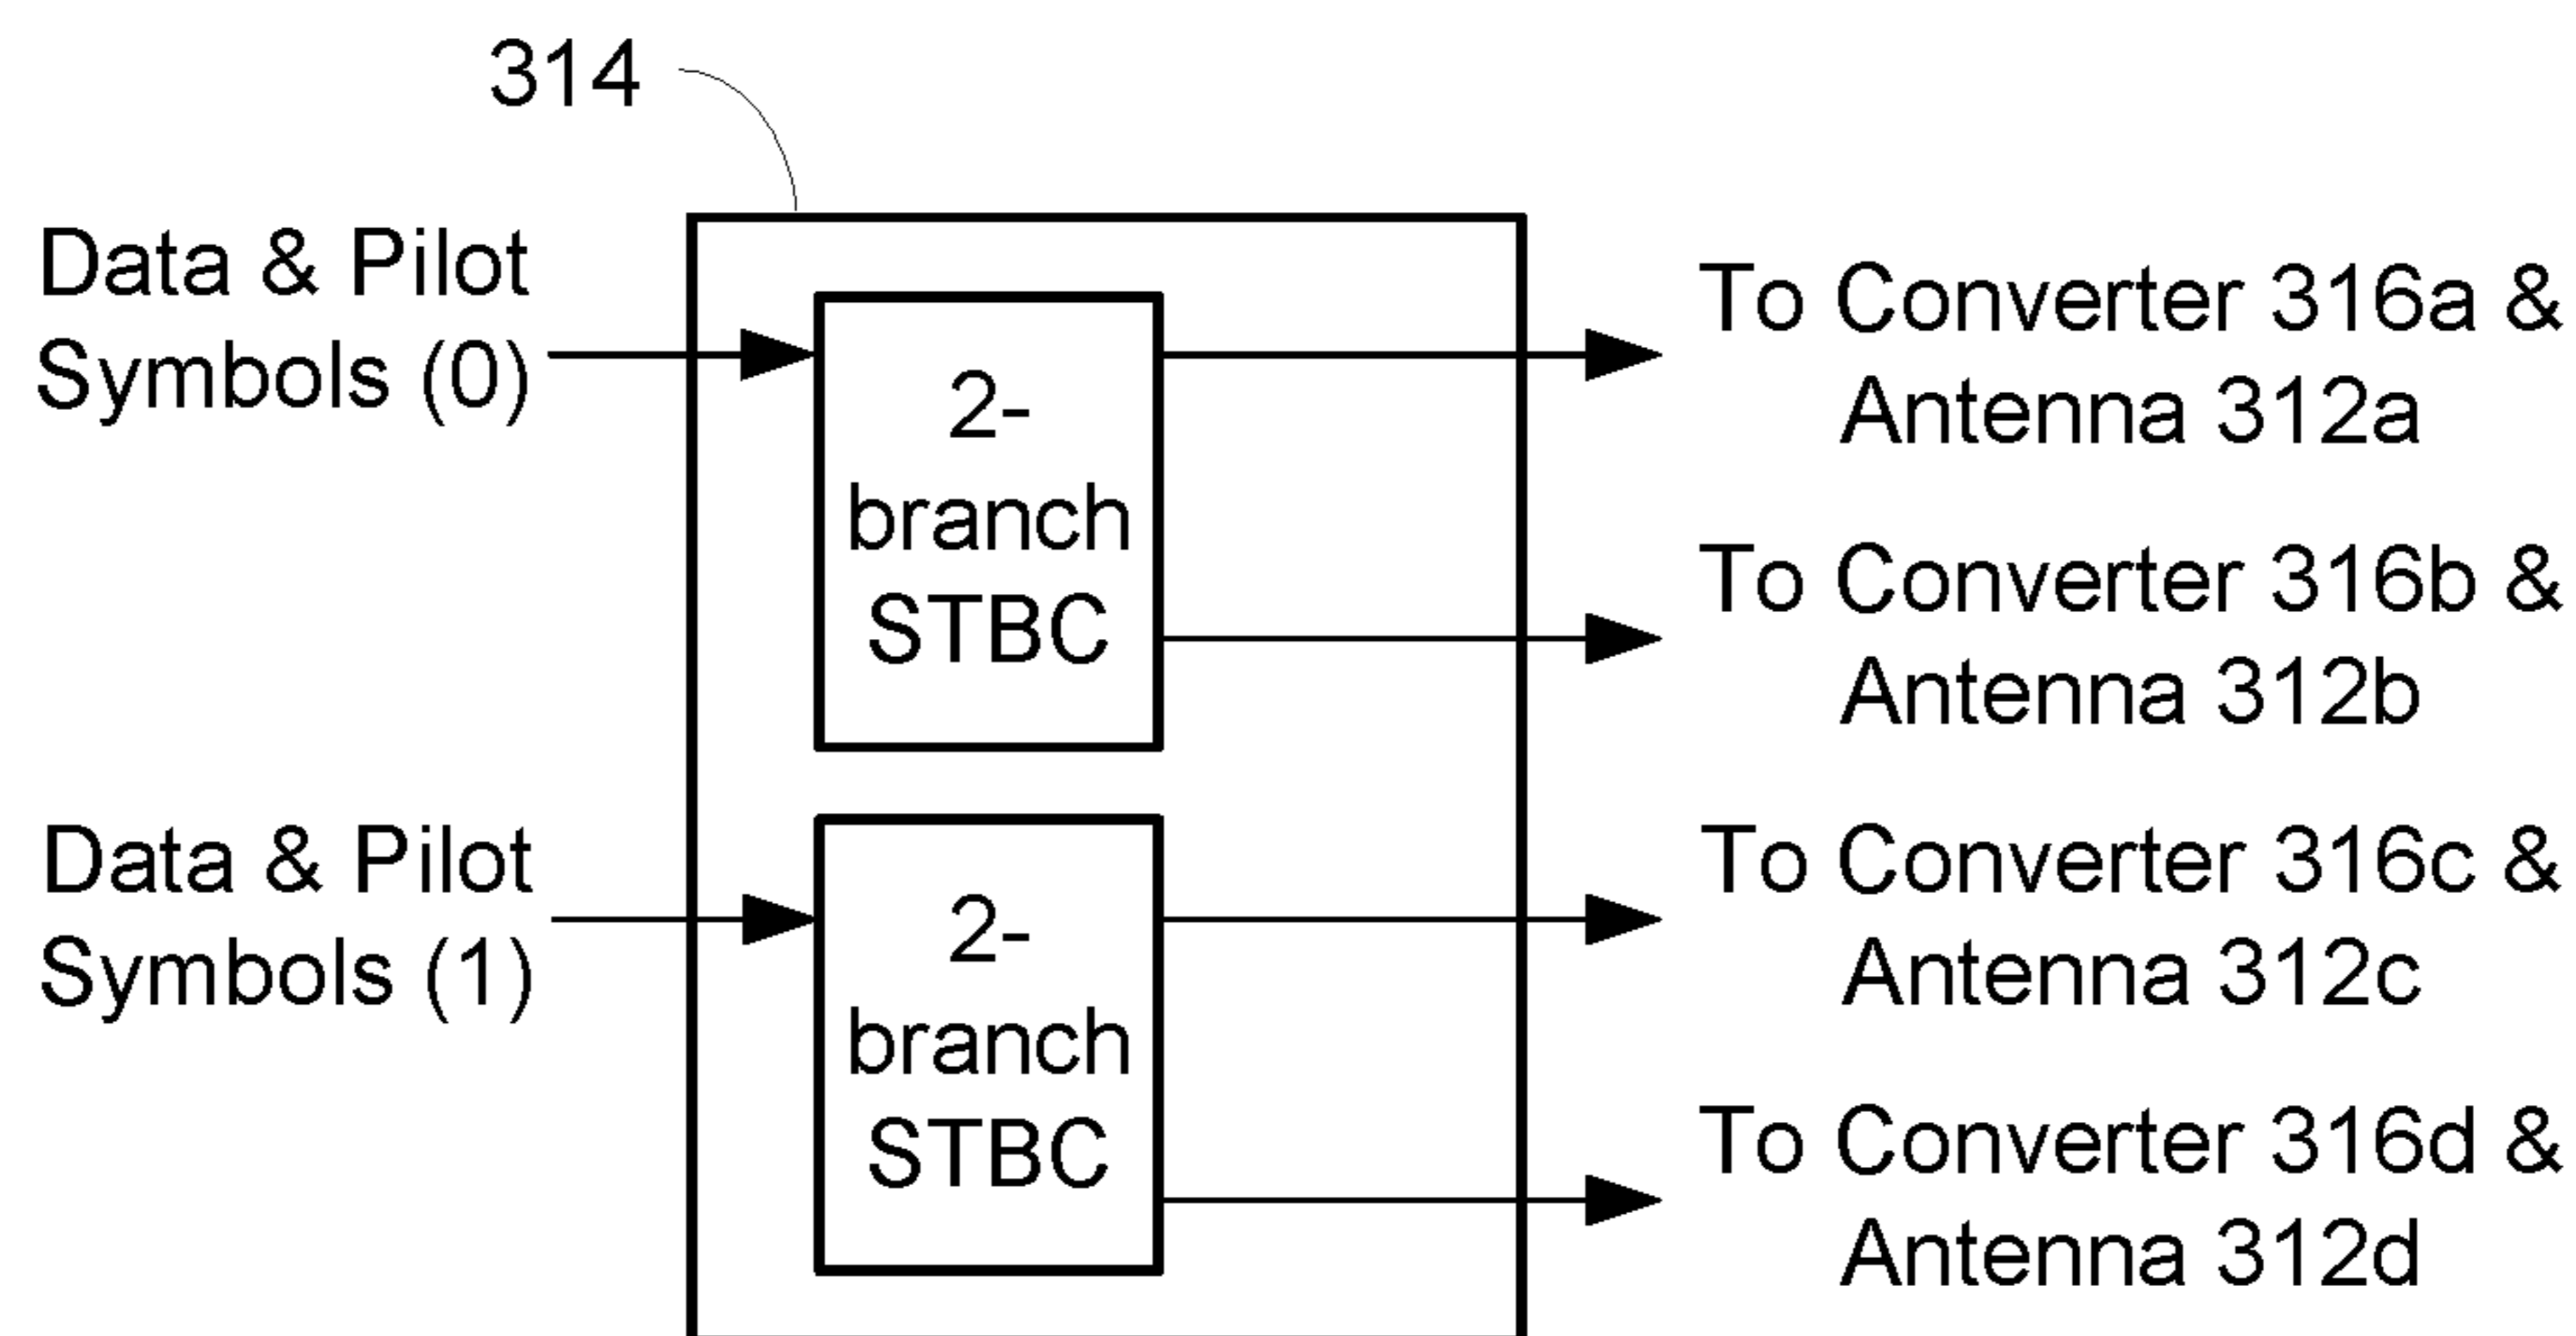 314
Data & Pilot
Symbols (0)
2-
branch
STBC
To Converter 316a &
Antenna 312a
To Converter 316b &
Antenna 312b
Data & Pilot
Symbols (1)
2-
branch
STBC
To Converter 316c &
Antenna 312c
To Converter 316d &
Antenna 312d